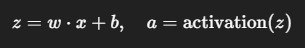 z = w · x + b, a = activation(z)